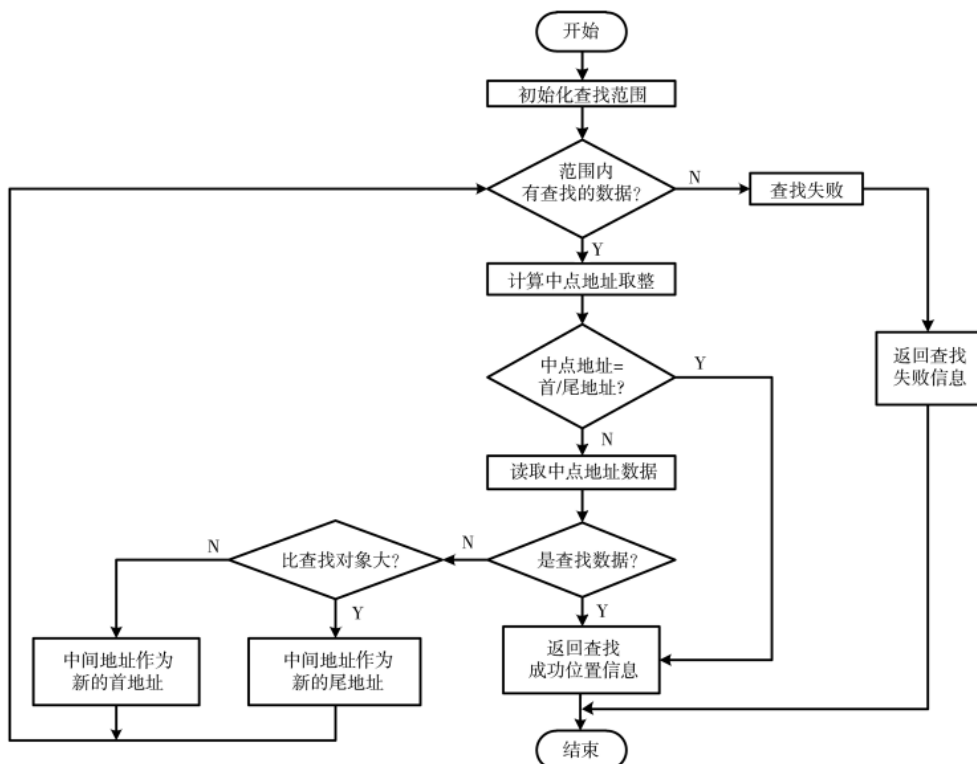 开始
初始化查找范围
范围内
有查找的数据?
N
查找失败
Y
计算中点地址取整
返回查找
失败信息
中点地址=
首/尾地址?
Y
N
读取中点地址数据
是查找数据?
N
比查找对象大?
N
Y
Y
中间地址作为
新的首地址
中间地址作为
新的尾地址
返回查找
成功位置信息
结束